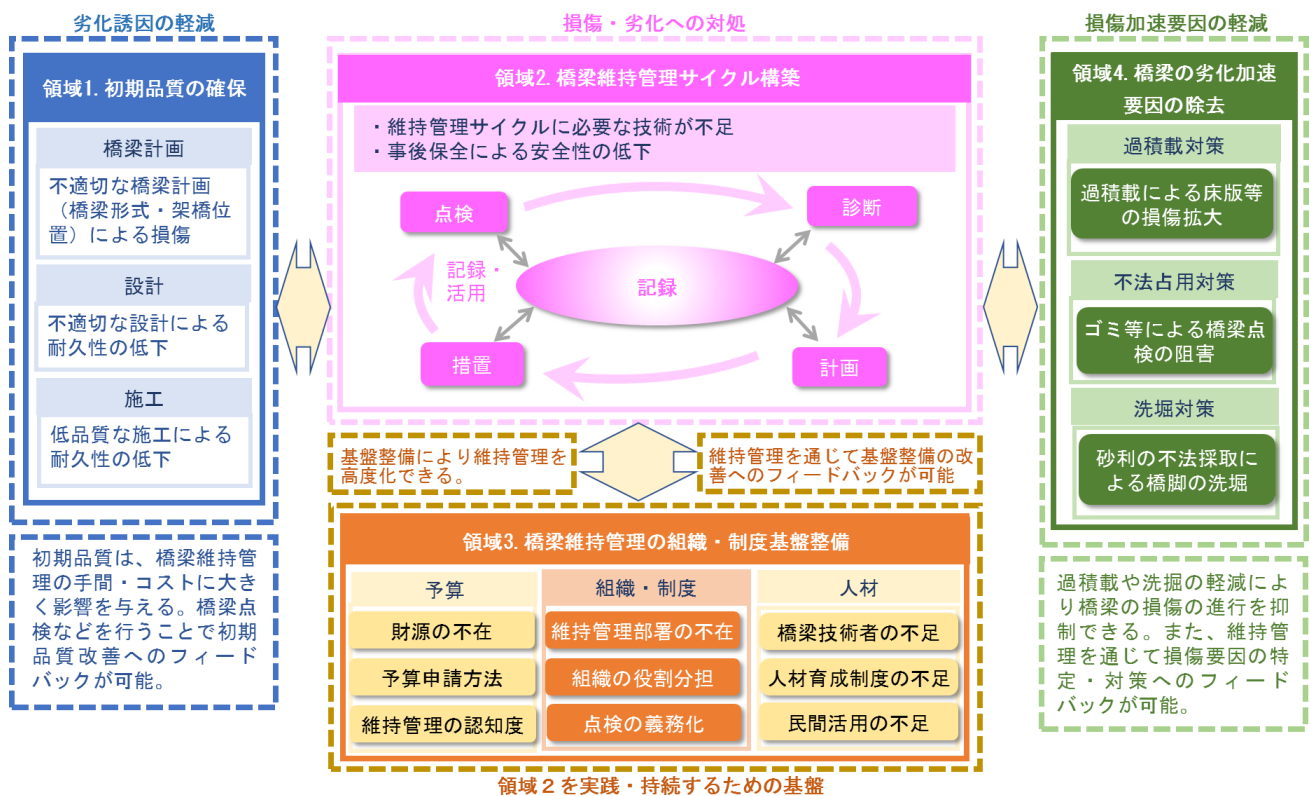 劣化誘因の軽減
領域1. 初期品質の確保
橋梁計画
不適切な橋梁計画
（橋梁形式・架橋位
置）による損傷
設計
不適切な設計による
耐久性の低下
施工
低品質な施工による
耐久性の低下
初期品質は、橋梁維持管
理の手間・コストに大き
く影響を与える。橋梁点
検などを行うことで初期
品質改善へのフィード
バックが可能。
損傷・劣化への対処
領域2. 橋梁維持管理サイクル構築
・維持管理サイクルに必要な技術が不足
・事後保全による安全性の低下
点検
診断
記録・
活用
記録
措置
計画
基盤整備により維持管理を
高度化できる。
維持管理を通じて基盤整備の改
善へのフィードバックが可能
領域3. 橋梁維持管理の組織・制度基盤整備
予算
財源の不在
予算申請方法
維持管理の認知度
組織・制度
維持管理部署の不在
組織の役割分担
点検の義務化
人材
橋梁技術者の不足
人材育成制度の不足
民間活用の不足
領域２を実践・持続するための基盤
損傷加速要因の軽減
領域4. 橋梁の劣化加速
要因の除去
過積載対策
過積載による床版等
の損傷拡大
不法占用対策
ゴミ等による橋梁点
検の阻害
洗堀対策
砂利の不法採取に
よる橋脚の洗堀
過積載や洗掘の軽減によ
り橋梁の損傷の進行を抑
制できる。また、維持管
理を通じて損傷要因の特
定・対策へのフィード
バックが可能。